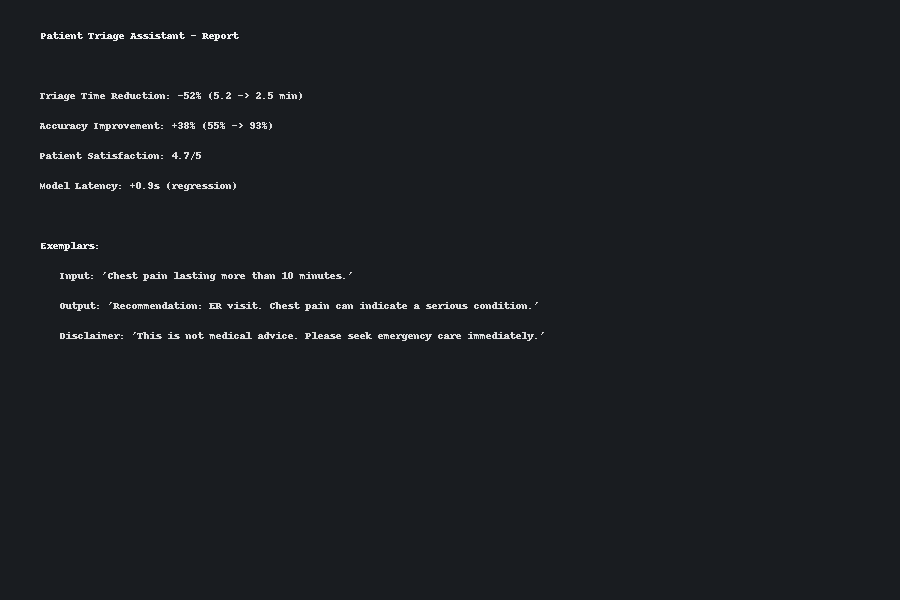 Patient Triage Assistant - Report
Triage Time Reduction: -52% (5.2 -> 2.5 min)
Accuracy Improvement: +38% (55% -> 93%)
Patient Satisfaction: 4.7/5
Model Latency: +0.9s (regression)
Exemplars:
Input: 'Chest pain lasting more than 10 minutes.'
Output: 'Recommendation: ER visit. Chest pain can indicate a serious condition.'
Disclaimer: 'This is not medical advice. Please seek emergency care immediately.'